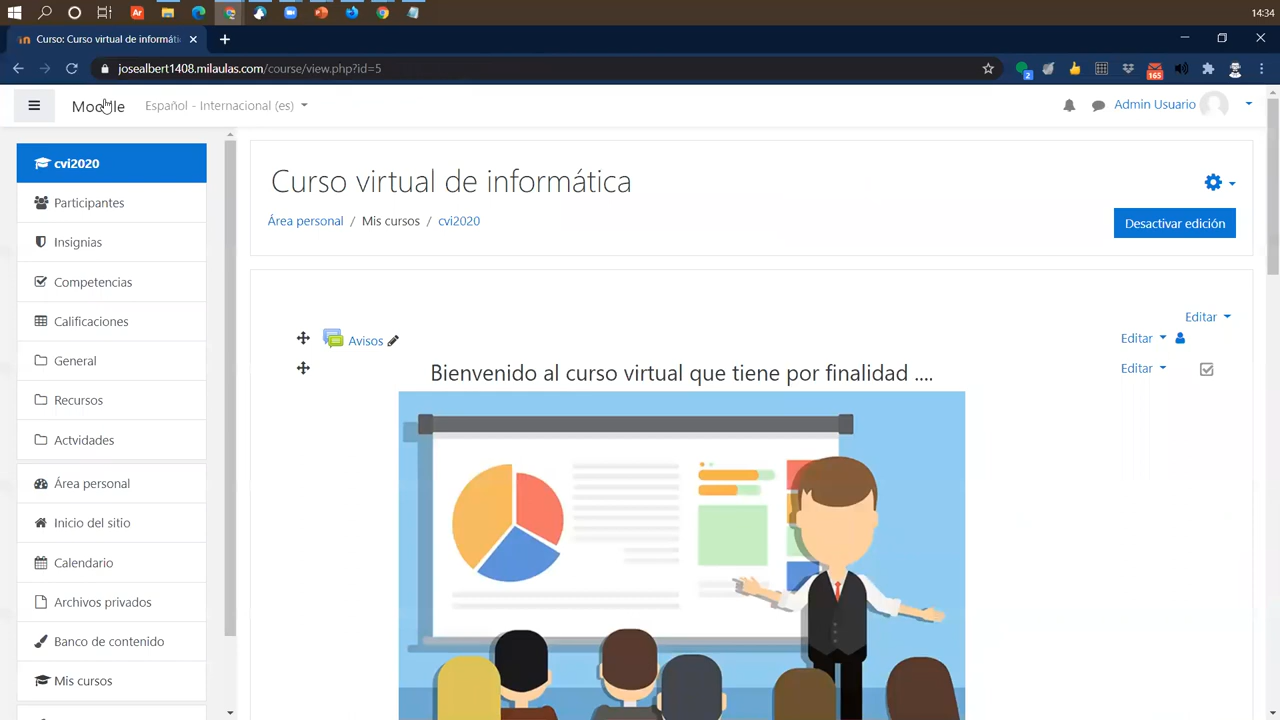 14:34
Curso: Curso virtual de informáti
josealbert1408.milaulas.com/course/view.php?id=5
2
165
Moodle
Español - Internacional (es)
Admin Usuario
cvi2020
Participantes
Insignias
Competencias
Calificaciones
General
Recursos
Actvidades
Área personal
Inicio del sitio
Calendario
Archivos privados
Banco de contenido
Mis cursos
Curso virtual de informática
Área personal / Mis cursos / cvi2020
Desactivar edición
Editar
Avisos
Editar
Bienvenido al curso virtual que tiene por finalidad ....
Editar